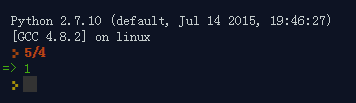 Python 2.7.10 (default, Jul 14 2015, 19:46:27)
[GCC 4.8.2] on linux
> 5/4
=> 1
>